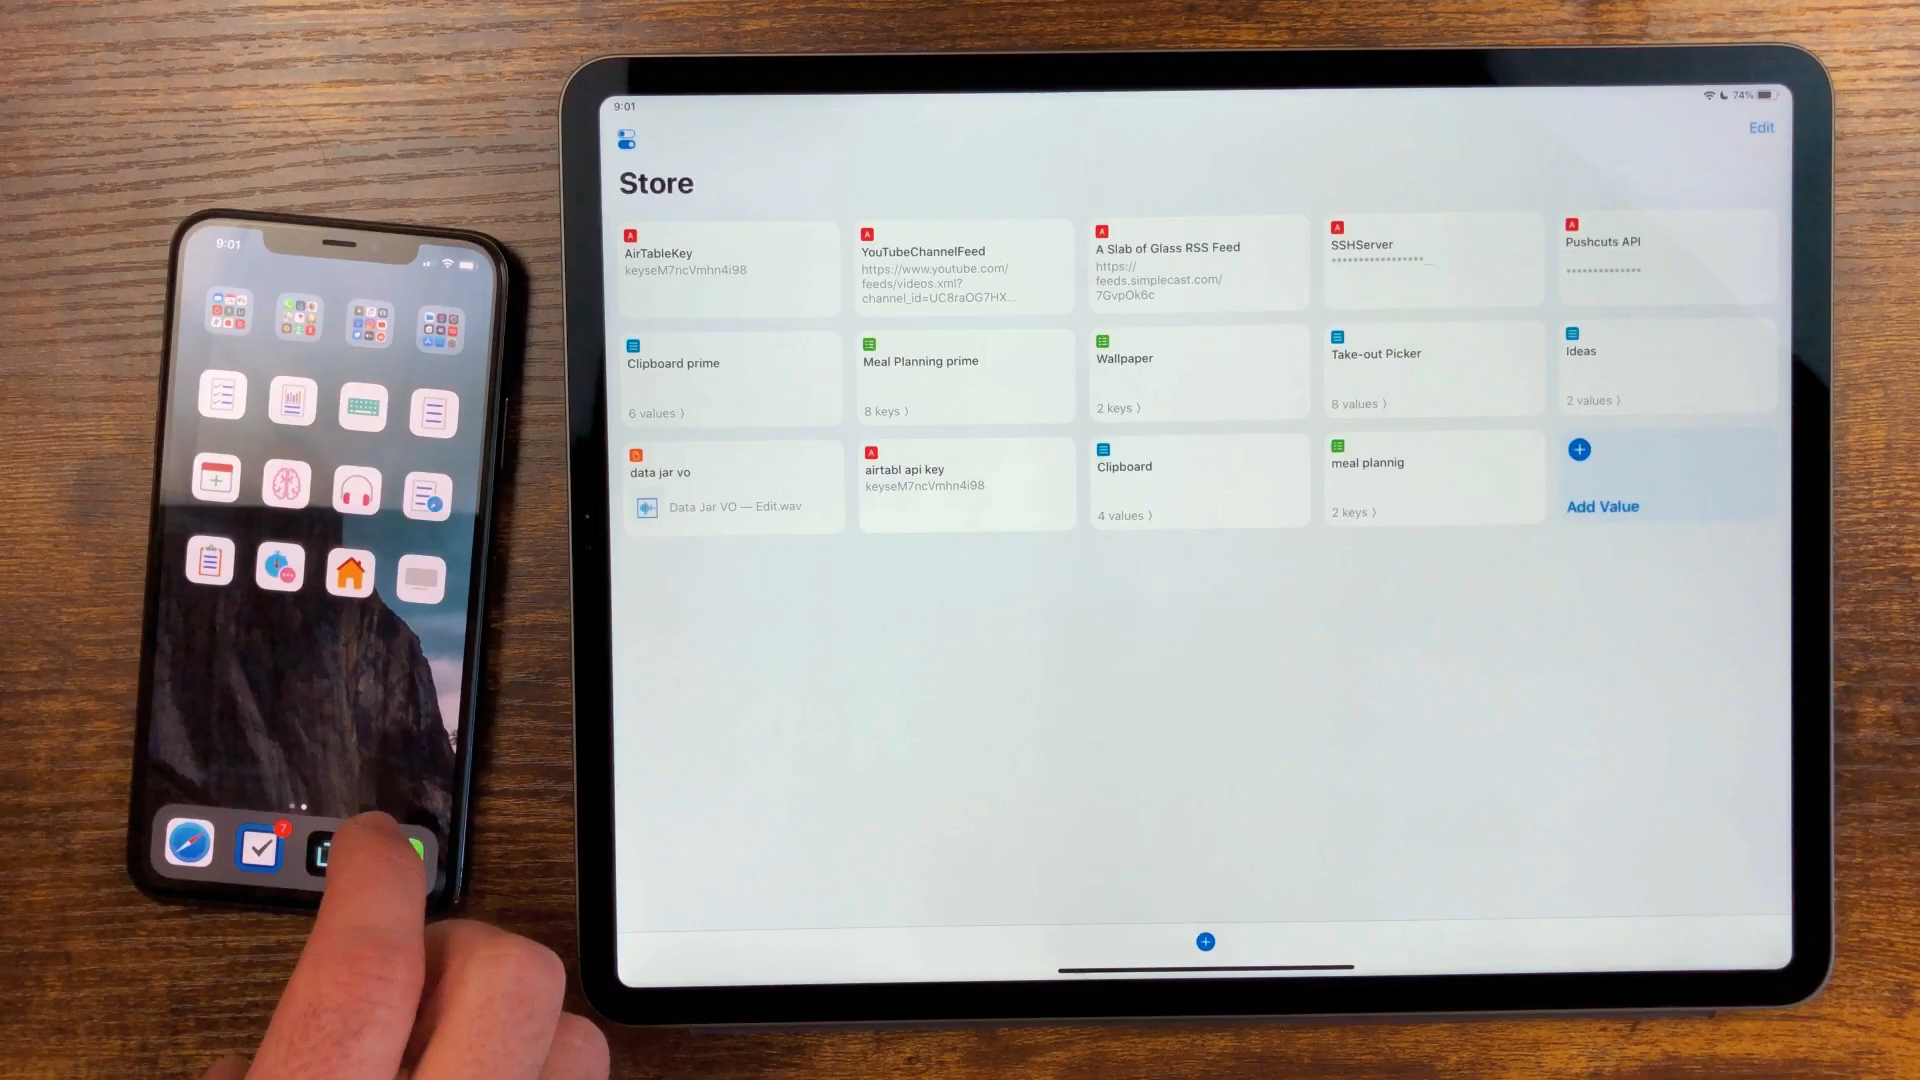 9:01
7
9:01
74%
Edit
Store
AirTableKey
keyseM7ncVmhn4i98
YouTubeChannelFeed
https://www.youtube.com/
feeds/videos.xml?
channel_id=UC8raOG7HX...
A Slab of Glass RSS Feed
https://
feeds.simplecast.com/
7GvpOk6c
SSHServer
•••••••••••••••••...
Pushcuts API
••••••••••••••
Clipboard prime
6 values 〉
Meal Planning prime
8 keys 〉
Wallpaper
2 keys 〉
Take-out Picker
8 values 〉
Ideas
2 values 〉
data jar vo
Data Jar VO — Edit.wav
airtabl api key
keyseM7ncVmhn4i98
Clipboard
4 values 〉
meal plannig
2 keys 〉
Add Value